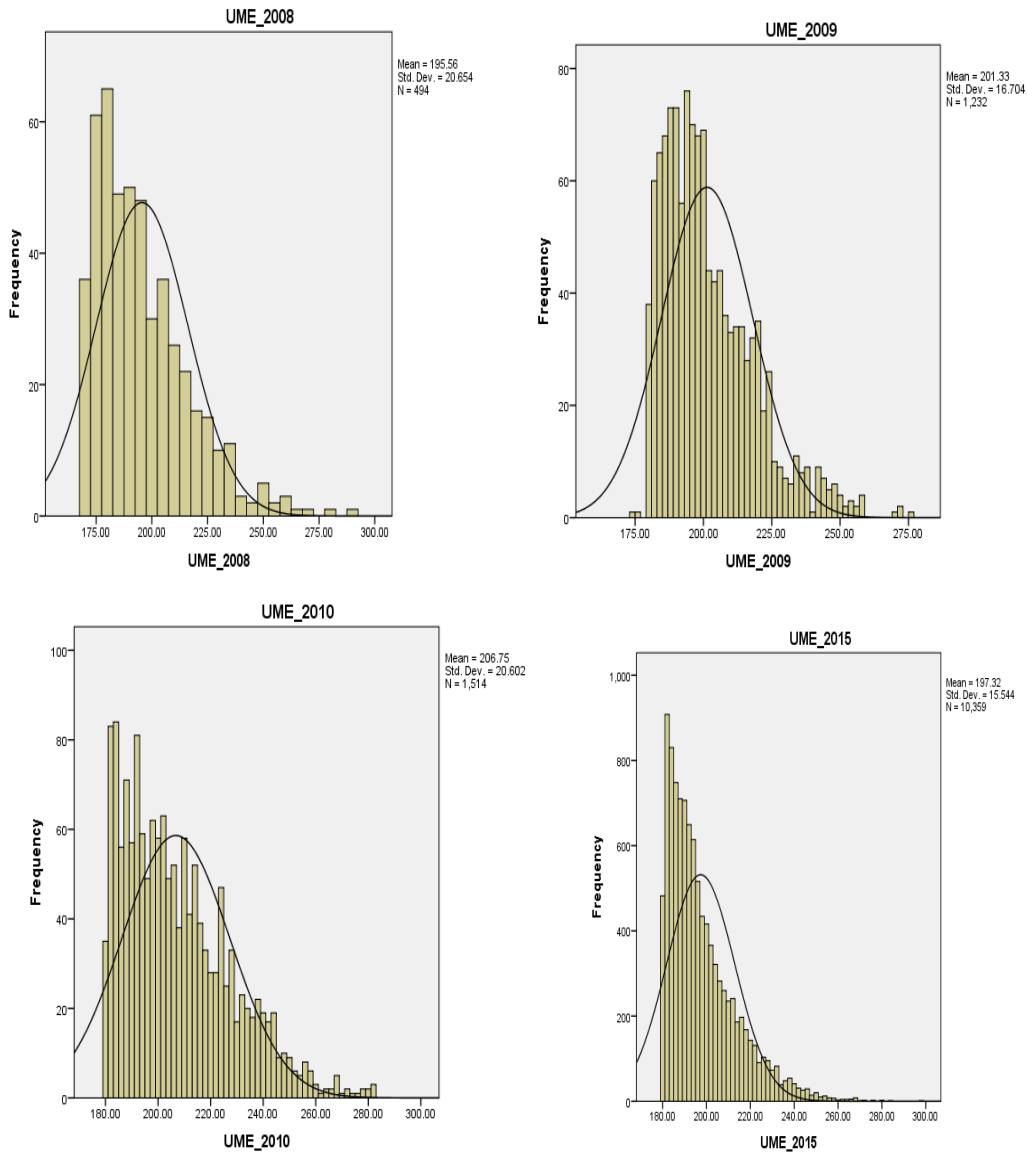 UME_2008
Mean = 195.56
Std. Dev. = 20.654
N = 494
Frequency
60
40
20
0
175.00 200.00 225.00 250.00 275.00 300.00
UME_2008
UME_2009
Mean = 201.33
Std. Dev. = 16.704
N = 1,232
Frequency
80
60
40
20
0
175.00 200.00 225.00 250.00 275.00
UME_2009
UME_2010
Mean = 206.75
Std. Dev. = 20.602
N = 1,514
Frequency
100
80
60
40
20
0
180.00 200.00 220.00 240.00 260.00 280.00 300.00
UME_2010
UME_2015
Mean = 197.32
Std. Dev. = 15.544
N = 10,359
Frequency
1,000
800
600
400
200
0
180.00 200.00 220.00 240.00 260.00 280.00 300.00
UME_2015